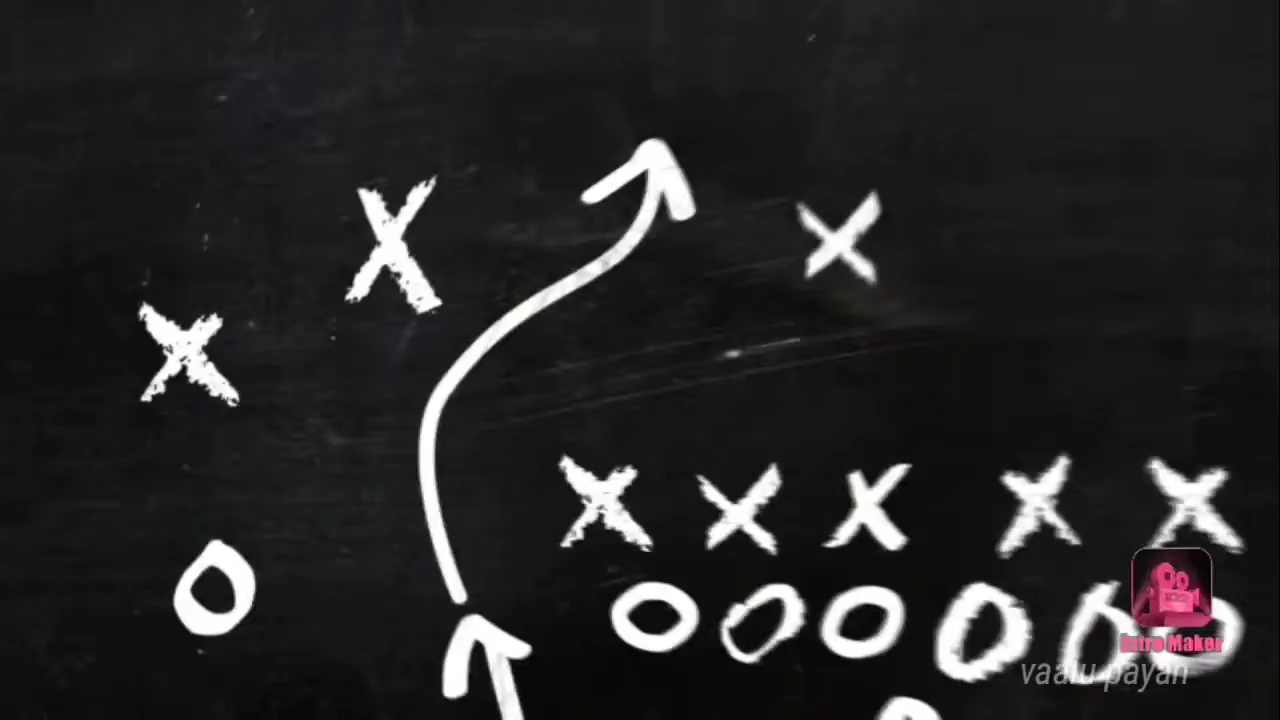 X
X
X
X X X X X
O
O O O O O O
Intro Maker
vaalu payan